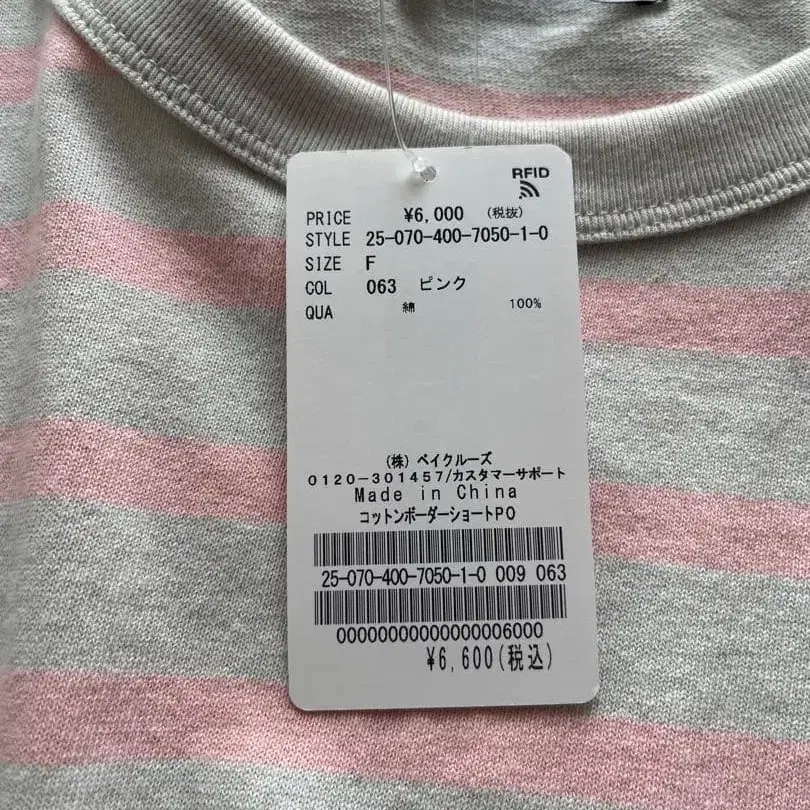 RFID
PRICE ¥6,000 (税抜)
STYLE 25-070-400-7050-1-0
SIZE F
COL 063 ピンク
QUA 綿 100%
(株) ベイクルーズ
0120-301457/カスタマーサポート
Made in China
コットンボーダーショートPO
25-070-400-7050-1-0 009 063
00000000000000006000
¥6,600(税込)